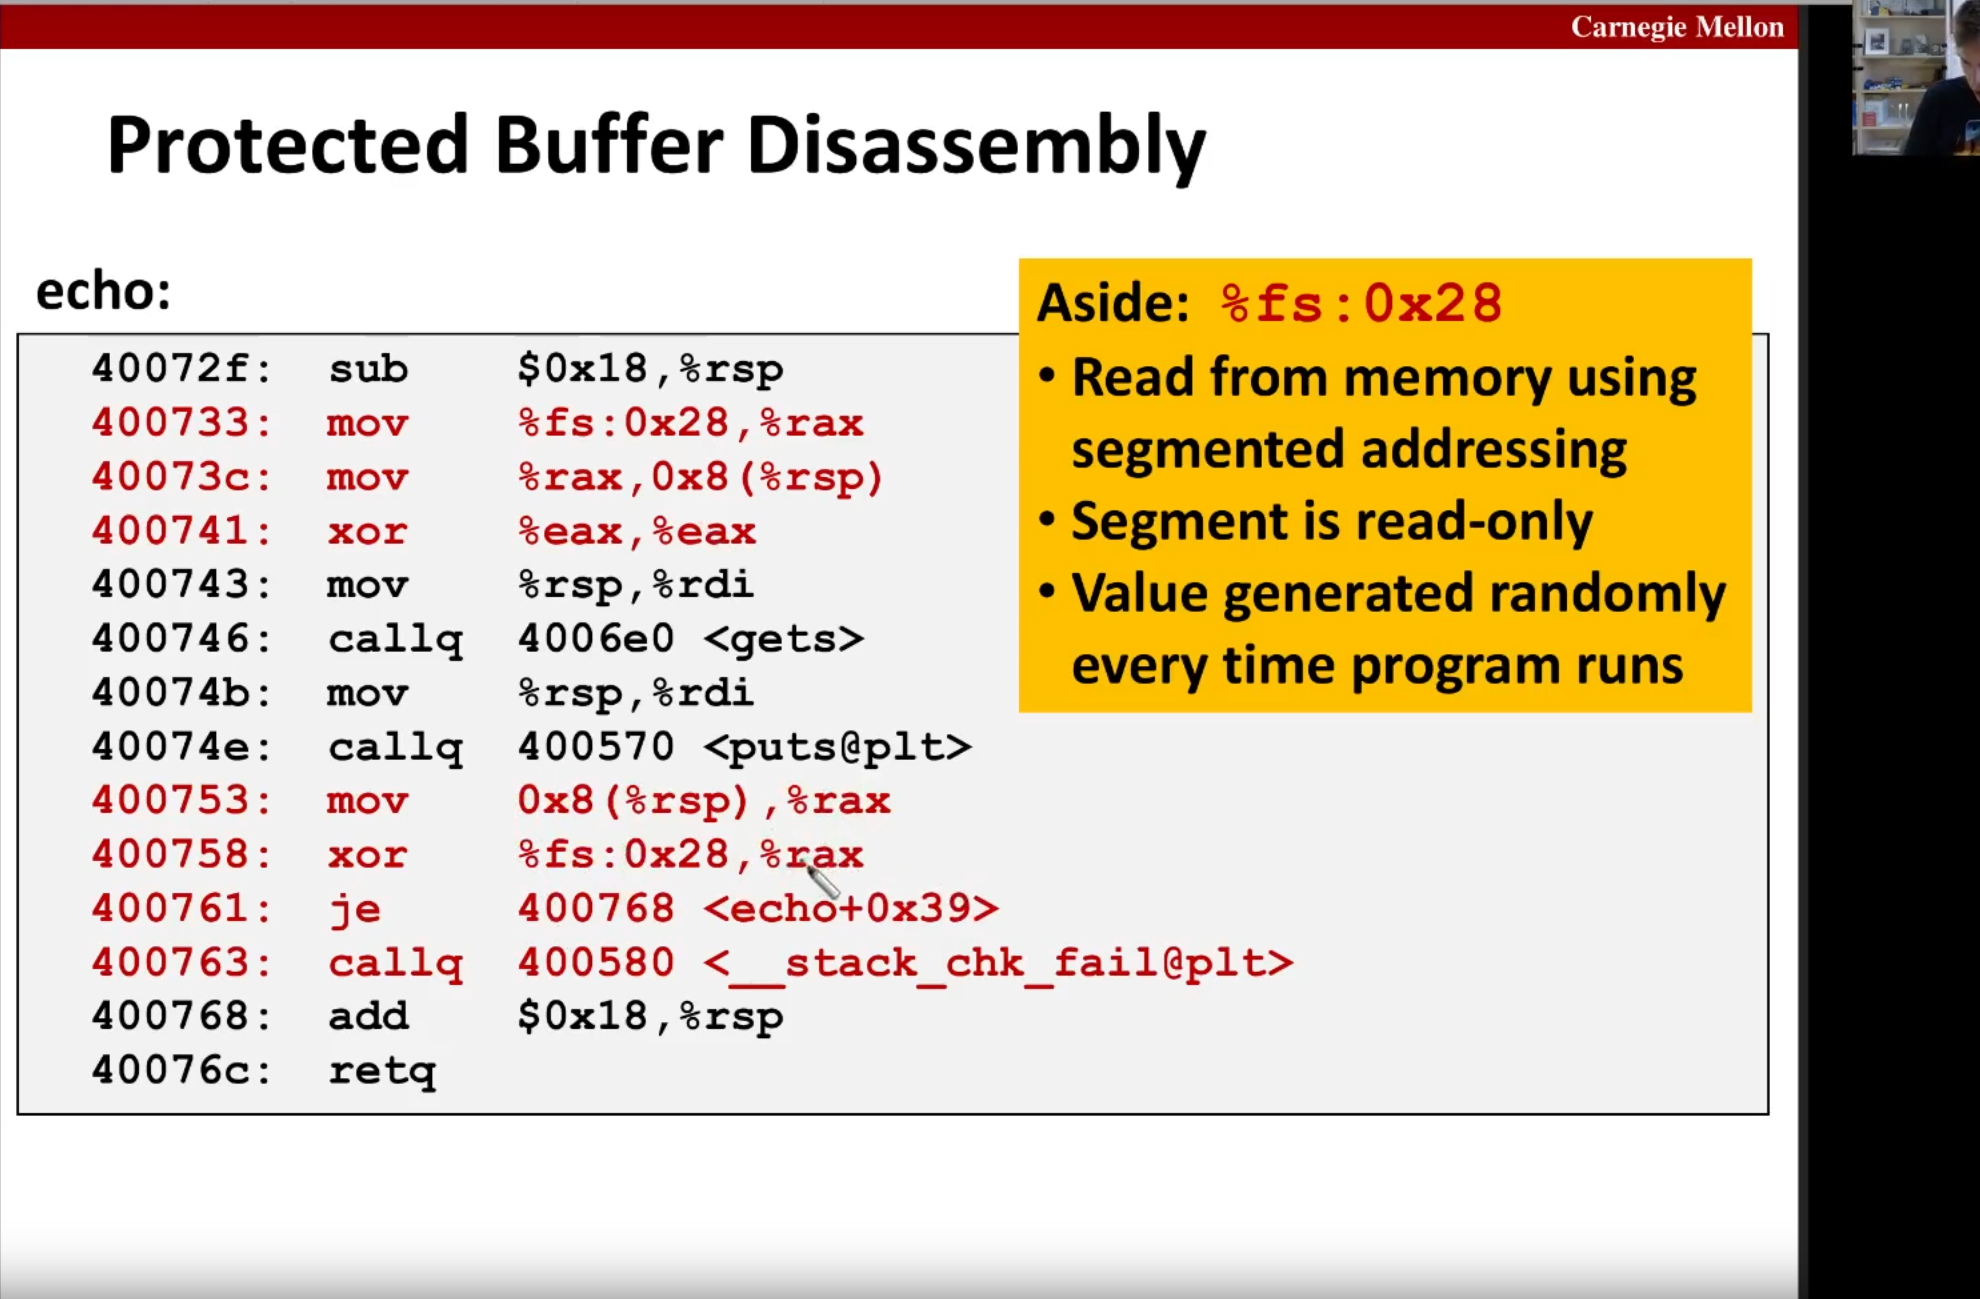 Carnegie Mellon
Protected Buffer Disassembly
echo:
40072f: sub $0x18,%rsp
400733: mov %fs:0x28,%rax
40073c: mov %rax,0x8(%rsp)
400741: xor %eax,%eax
400743: mov %rsp,%rdi
400746: callq 4006e0 <gets>
40074b: mov %rsp,%rdi
40074e: callq 400570 <puts@plt>
400753: mov 0x8(%rsp),%rax
400758: xor %fs:0x28,%rax
400761: je 400768 <echo+0x39>
400763: callq 400580 <__stack_chk_fail@plt>
400768: add $0x18,%rsp
40076c: retq
Aside: %fs:0x28
• Read from memory using
segmented addressing
• Segment is read-only
• Value generated randomly
every time program runs